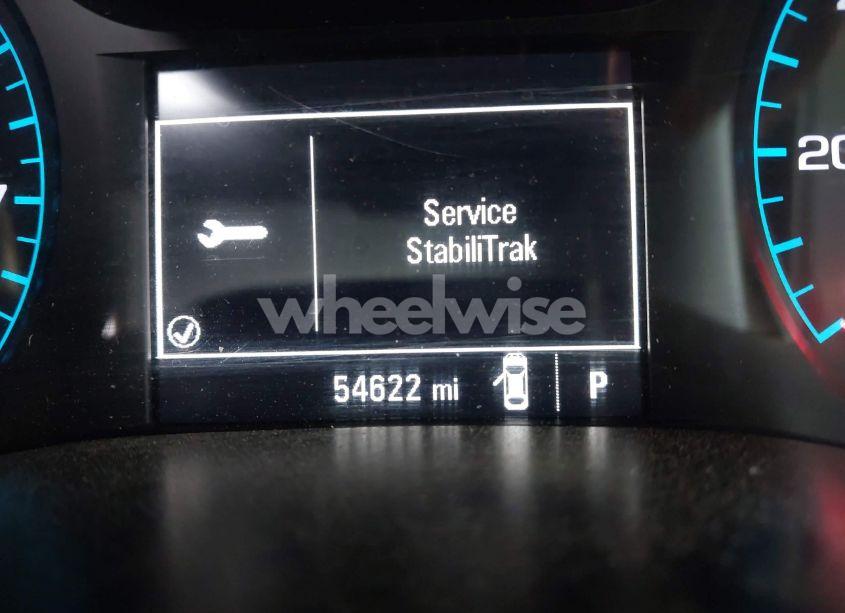 20
Service
StabiliTrak
wheelwise
54622 mi
P